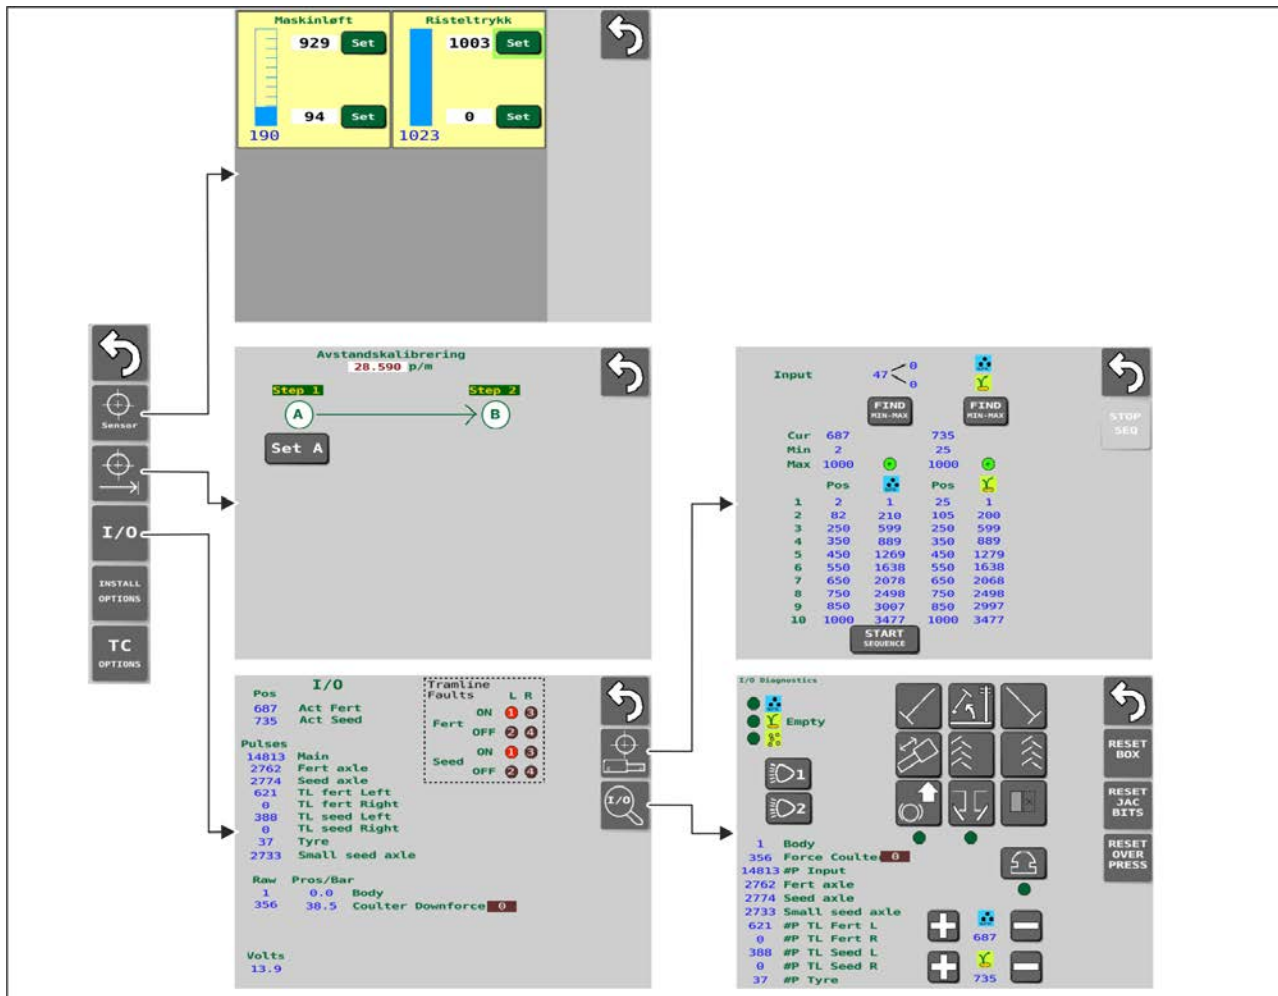 Maskinløft Risteltrykk
929 Set 1003 Set
94 Set 0 Set
190 1023
Sensor
I/O
INSTALL
OPTIONS
TC
OPTIONS
Avstandskalibrering
28.590 p/m
Step 1 Step 2
A B
Set A
Input 47 0
0
FIND
MIN-MAX
FIND
MIN-MAX
STOP
SEQ
Cur 687 735
Min 2 25
Max 1000 1000
Pos Pos
1 2 1 25 1
2 82 210 105 200
3 250 599 250 599
4 350 889 350 889
5 450 1269 450 1279
6 550 1638 550 1638
7 650 2078 650 2068
8 750 2498 750 2498
9 850 3007 850 2997
10 1000 3477 1000 3477
START
SEQUENCE
I/O
Pos
687 Act Fert
735 Act Seed
Tramline
Faults L R
Fert ON 1 3
OFF 2 4
Seed ON 1 3
OFF 2 4
Pulses
14813 Main
2762 Fert axle
2774 Seed axle
621 TL fert Left
0 TL fert Right
388 TL seed Left
0 TL seed Right
37 Tyre
2733 Small seed axle
Raw Pros/Bar
1 0.0 Body
356 38.5 Coulter Downforce 0
Volts
13.9
I/O
I/O Diagnostics
Empty
1
2
RESET
BOX
RESET
JAC
BITS
RESET
OVER
PRESS
1 Body
356 Force Coulte 0
14813 #P Input
2762 Fert axle
2774 Seed axle
2733 Small seed axle
621 #P TL Fert L
0 #P TL Fert R
388 #P TL Seed L
0 #P TL Seed R
37 #P Tyre
687
735